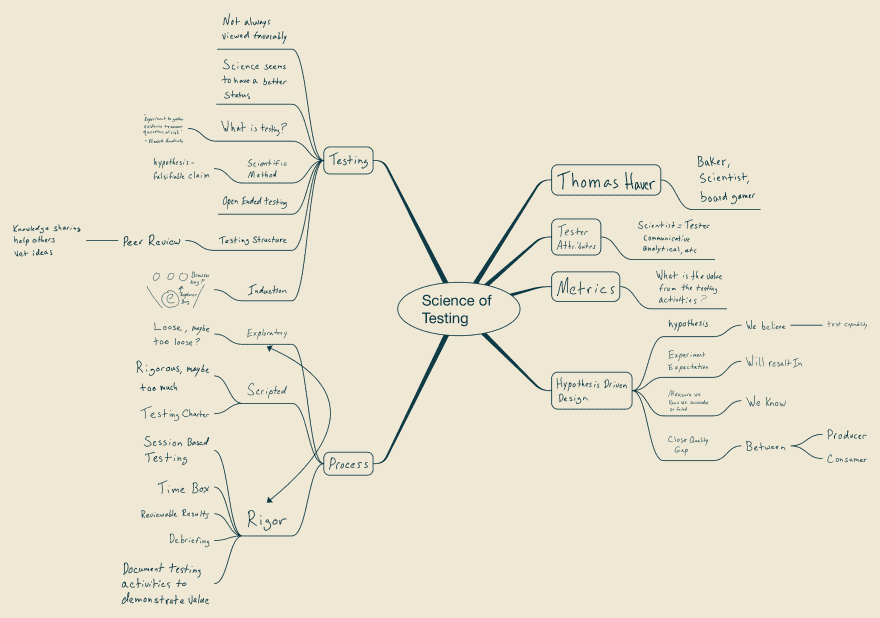 Science of
Testing
Thomas Haver
Baker,
Scientist,
board gamer
Tester
Attributes
Scientist = Tester
Communicative
analytical, etc
Metrics
What is the value
from the testing
activities?
Hypothesis Driven
Design
hypothesis
We believe
test capability
Experiment
Expectation
Will result In
Measure we
Know we succeeded
or failed
We Know
Close Quality
Gap
Between
Producer
Consumer
Testing
Not always
viewed favorably
Science seems
to have a better
status
What is testing?
Experiment to gather
evidence to answer
questions of risk"
Scientific
Method
hypothesis -
falsifiable claim
Open Ended testing
Testing Structure
Peer Review
Knowledge sharing
help others
vet ideas
Induction
Process
Exploratory
Loose, maybe
too loose?
Scripted
Rigorous, maybe
too much
Testing Charter
Rigor
Session Based
Testing
Time Box
Reviewable Results
Debriefing
Document testing
activities to
demonstrate value